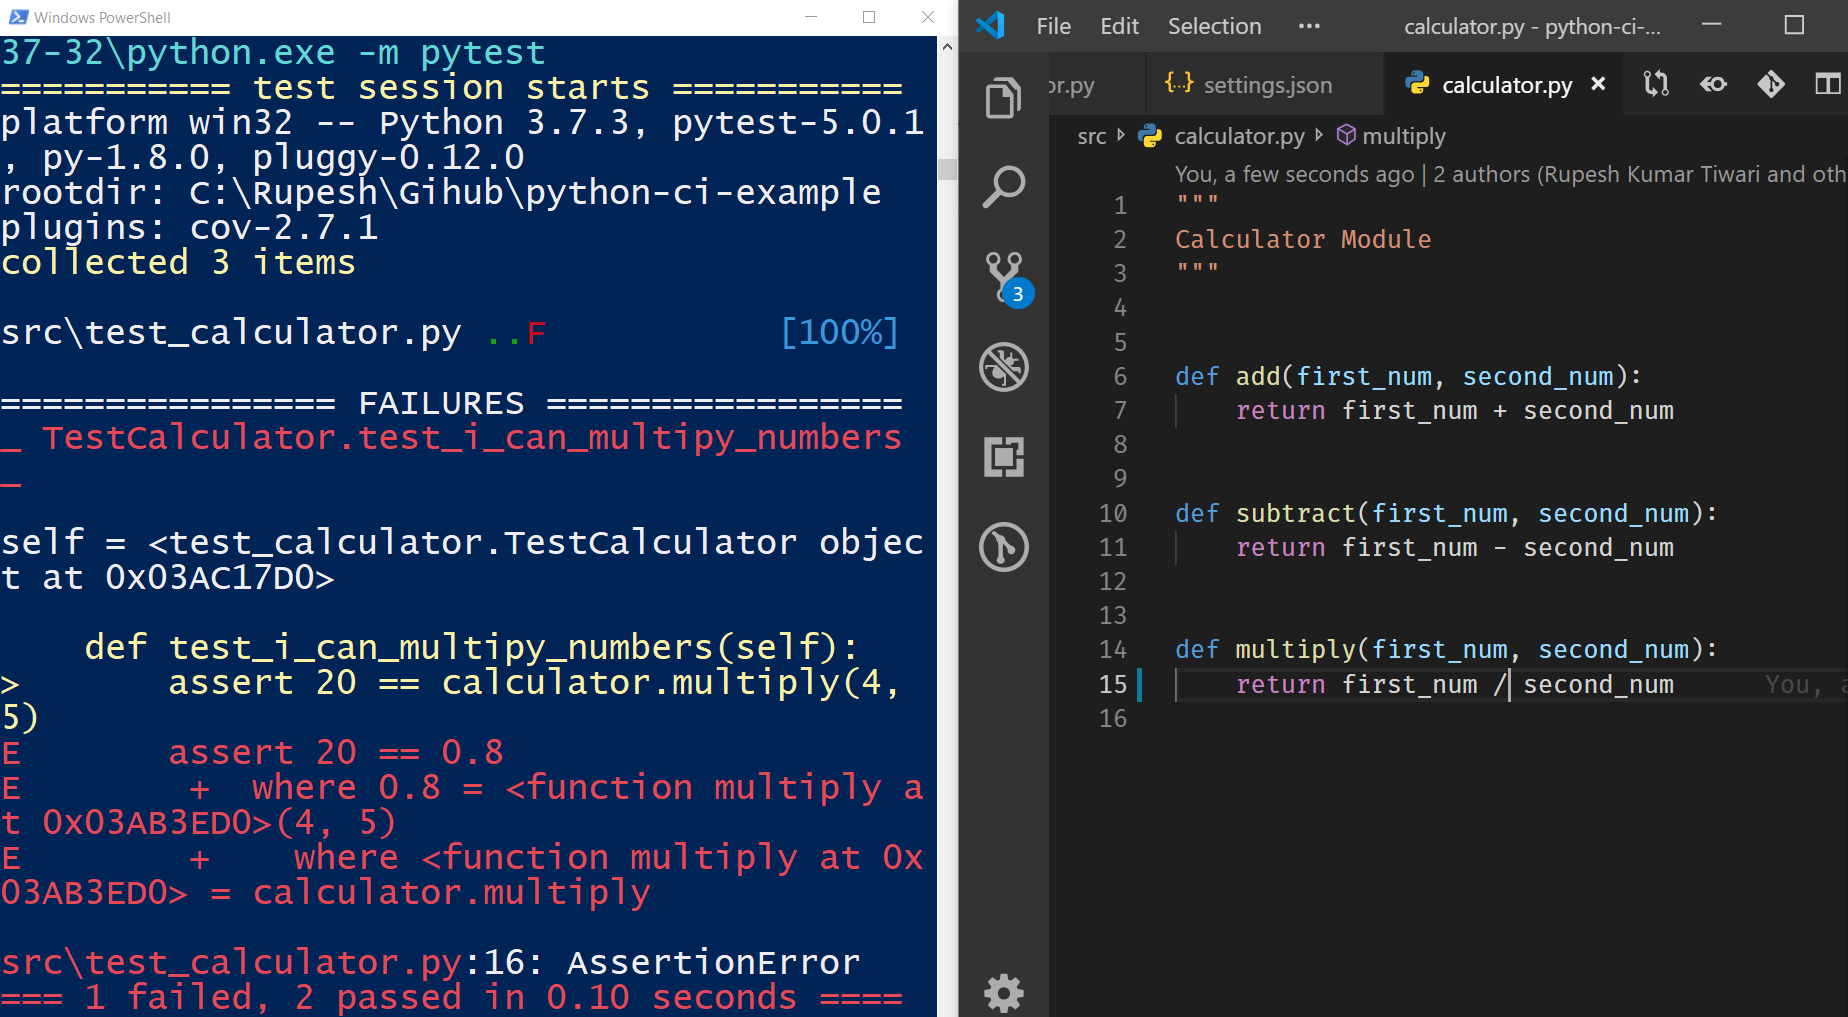 Windows PowerShell
37-32\python.exe -m pytest
=========== test session starts ===========
platform win32 -- Python 3.7.3, pytest-5.0.1
, py-1.8.0, pluggy-0.12.0
rootdir: C:\Rupesh\Gihub\python-ci-example
plugins: cov-2.7.1
collected 3 items
src\test_calculator.py ..F [100%]
================ FAILURES =================
_ TestCalculator.test_i_can_multipy_numbers
_
self = <test_calculator.TestCalculator objec
t at 0x03AC17D0>
def test_i_can_multipy_numbers(self):
> assert 20 == calculator.multiply(4,
5)
E assert 20 == 0.8
E + where 0.8 = <function multiply a
t 0x03AB3ED0>(4, 5)
E + where <function multiply at 0x
03AB3ED0> = calculator.multiply
src\test_calculator.py:16: AssertionError
=== 1 failed, 2 passed in 0.10 seconds ====
File Edit Selection ··· calculator.py - python-ci-...
or.py {..} settings.json calculator.py ×
src calculator.py multiply
You, a few seconds ago | 2 authors (Rupesh Kumar Tiwari and oth
1 """
2 Calculator Module
3 """
4
5
6 def add(first_num, second_num):
7 return first_num + second_num
8
9
10 def subtract(first_num, second_num):
11 return first_num - second_num
12
13
14 def multiply(first_num, second_num):
15 return first_num / second_num You, a
16
3